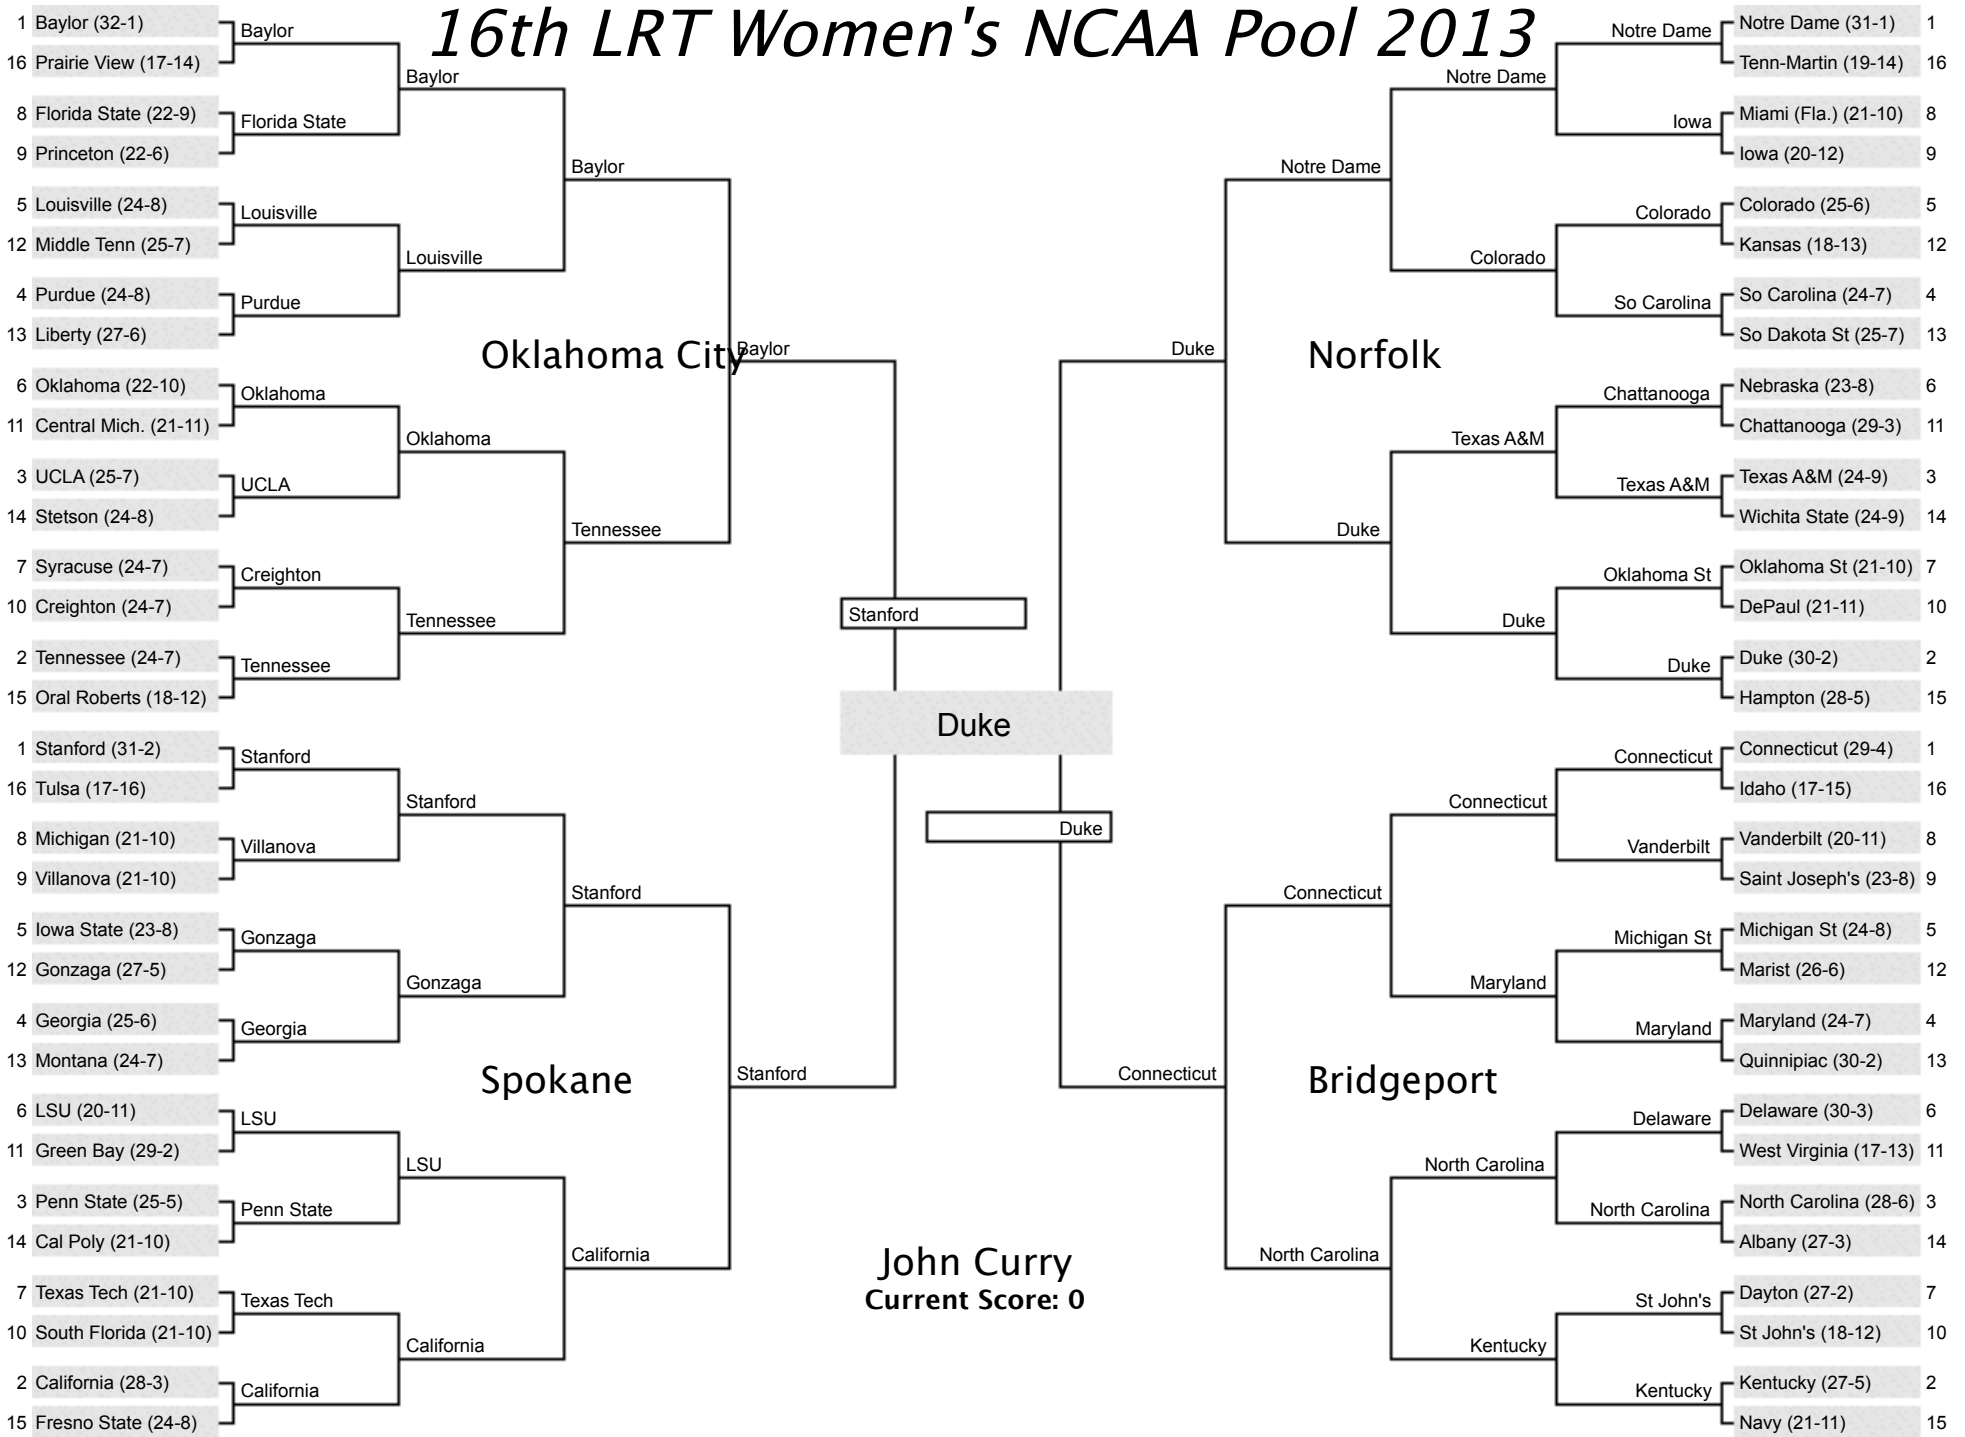 16th LRT Women's NCAA Pool 2013
1 Baylor (32-1)
16 Prairie View (17-14)
8 Florida State (22-9)
9 Princeton (22-6)
5 Louisville (24-8)
12 Middle Tenn (25-7)
4 Purdue (24-8)
13 Liberty (27-6)
6 Oklahoma (22-10)
11 Central Mich. (21-11)
3 UCLA (25-7)
14 Stetson (24-8)
7 Syracuse (24-7)
10 Creighton (24-7)
2 Tennessee (24-7)
15 Oral Roberts (18-12)
1 Stanford (31-2)
16 Tulsa (17-16)
8 Michigan (21-10)
9 Villanova (21-10)
5 Iowa State (23-8)
12 Gonzaga (27-5)
4 Georgia (25-6)
13 Montana (24-7)
6 LSU (20-11)
11 Green Bay (29-2)
3 Penn State (25-5)
14 Cal Poly (21-10)
7 Texas Tech (21-10)
10 South Florida (21-10)
2 California (28-3)
15 Fresno State (24-8)
Baylor
Florida State
Louisville
Purdue
Oklahoma
UCLA
Creighton
Tennessee
Stanford
Villanova
Gonzaga
Georgia
LSU
Penn State
Texas Tech
California
Baylor
Louisville
Oklahoma
Tennessee
Stanford
Gonzaga
LSU
California
Baylor
Tennessee
Stanford
California
Oklahoma City
Spokane
Baylor
Stanford
Stanford
Duke
Duke
John Curry
Current Score: 0
Duke
Connecticut
Norfolk
Bridgeport
Notre Dame
Duke
Connecticut
North Carolina
Notre Dame
Colorado
Texas A&M
Duke
Connecticut
Maryland
North Carolina
Kentucky
Notre Dame
Iowa
Colorado
So Carolina
Chattanooga
Texas A&M
Oklahoma St
Duke
Connecticut
Vanderbilt
Michigan St
Maryland
Delaware
North Carolina
St John's
Kentucky
Notre Dame (31-1) 1
Tenn-Martin (19-14) 16
Miami (Fla.) (21-10) 8
Iowa (20-12) 9
Colorado (25-6) 5
Kansas (18-13) 12
So Carolina (24-7) 4
So Dakota St (25-7) 13
Nebraska (23-8) 6
Chattanooga (29-3) 11
Texas A&M (24-9) 3
Wichita State (24-9) 14
Oklahoma St (21-10) 7
DePaul (21-11) 10
Duke (30-2) 2
Hampton (28-5) 15
Connecticut (29-4) 1
Idaho (17-15) 16
Vanderbilt (20-11) 8
Saint Joseph's (23-8) 9
Michigan St (24-8) 5
Marist (26-6) 12
Maryland (24-7) 4
Quinnipiac (30-2) 13
Delaware (30-3) 6
West Virginia (17-13) 11
North Carolina (28-6) 3
Albany (27-3) 14
Dayton (27-2) 7
St John's (18-12) 10
Kentucky (27-5) 2
Navy (21-11) 15